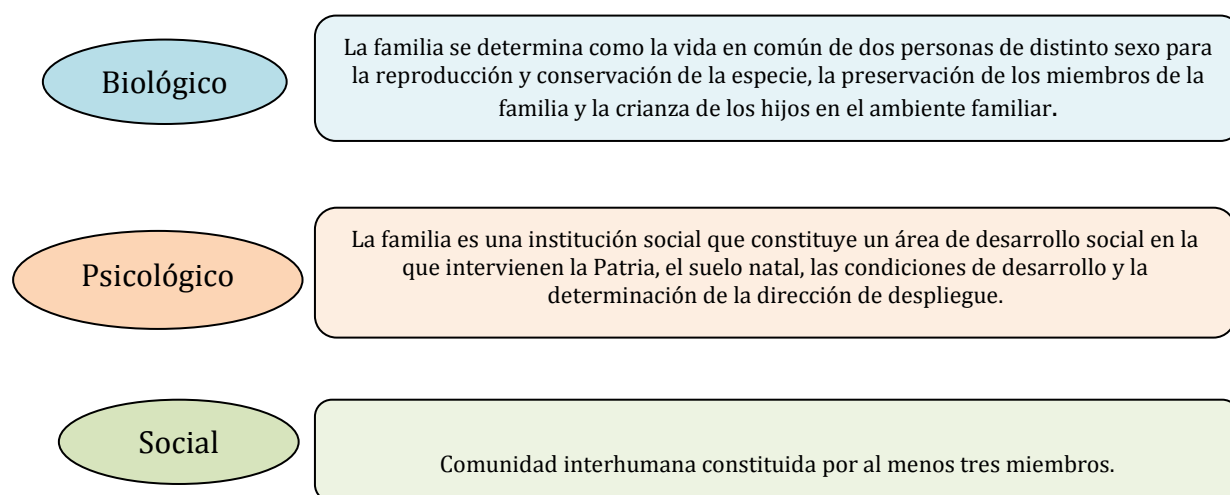 Biológico
La familia se determina como la vida en común de dos personas de distinto sexo para
la reproducción y conservación de la especie, la preservación de los miembros de la
familia y la crianza de los hijos en el ambiente familiar.
Psicológico
La familia es una institución social que constituye un área de desarrollo social en la
que intervienen la Patria, el suelo natal, las condiciones de desarrollo y la
determinación de la dirección de despliegue.
Social
Comunidad interhumana constituida por al menos tres miembros.